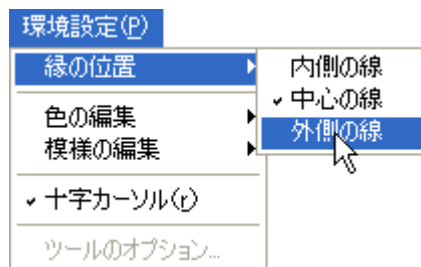 環境設定(P)
縁の位置
内側の線
中心の線
外側の線
色の編集
模様の編集
十字カーソル(r)
ツールのオプション...